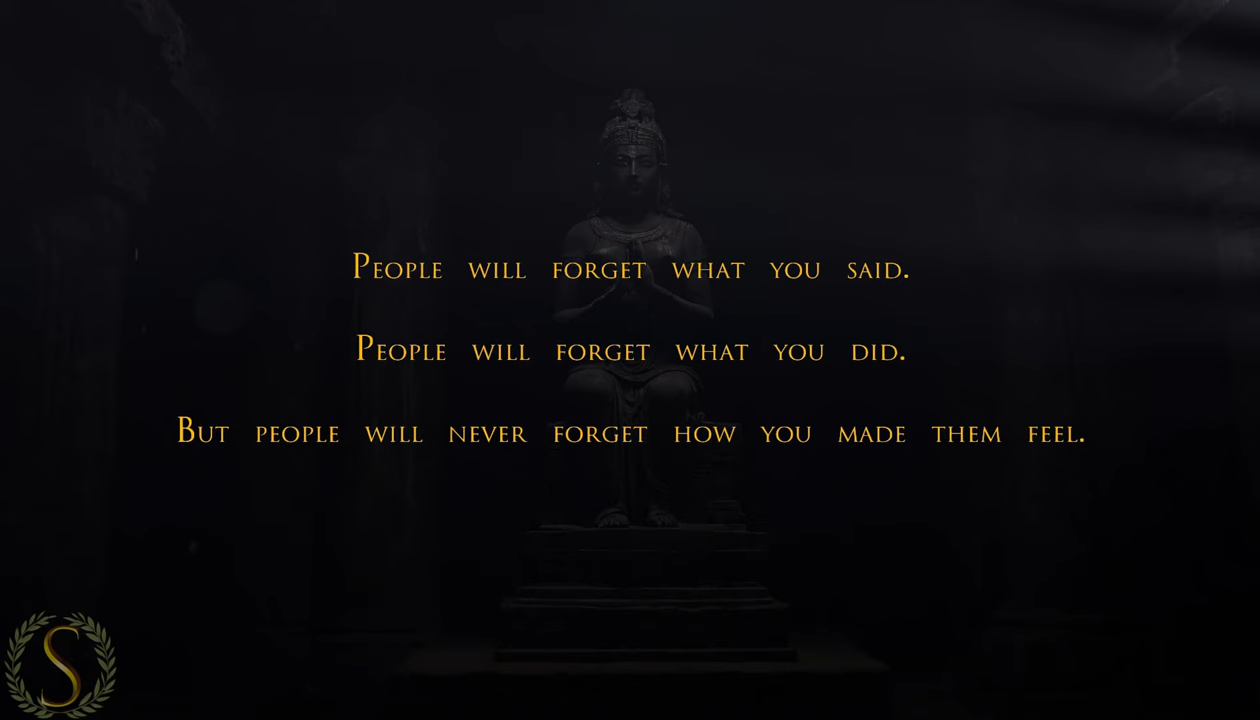 People will forget what you said.
People will forget what you did.
But people will never forget how you made them feel.
S